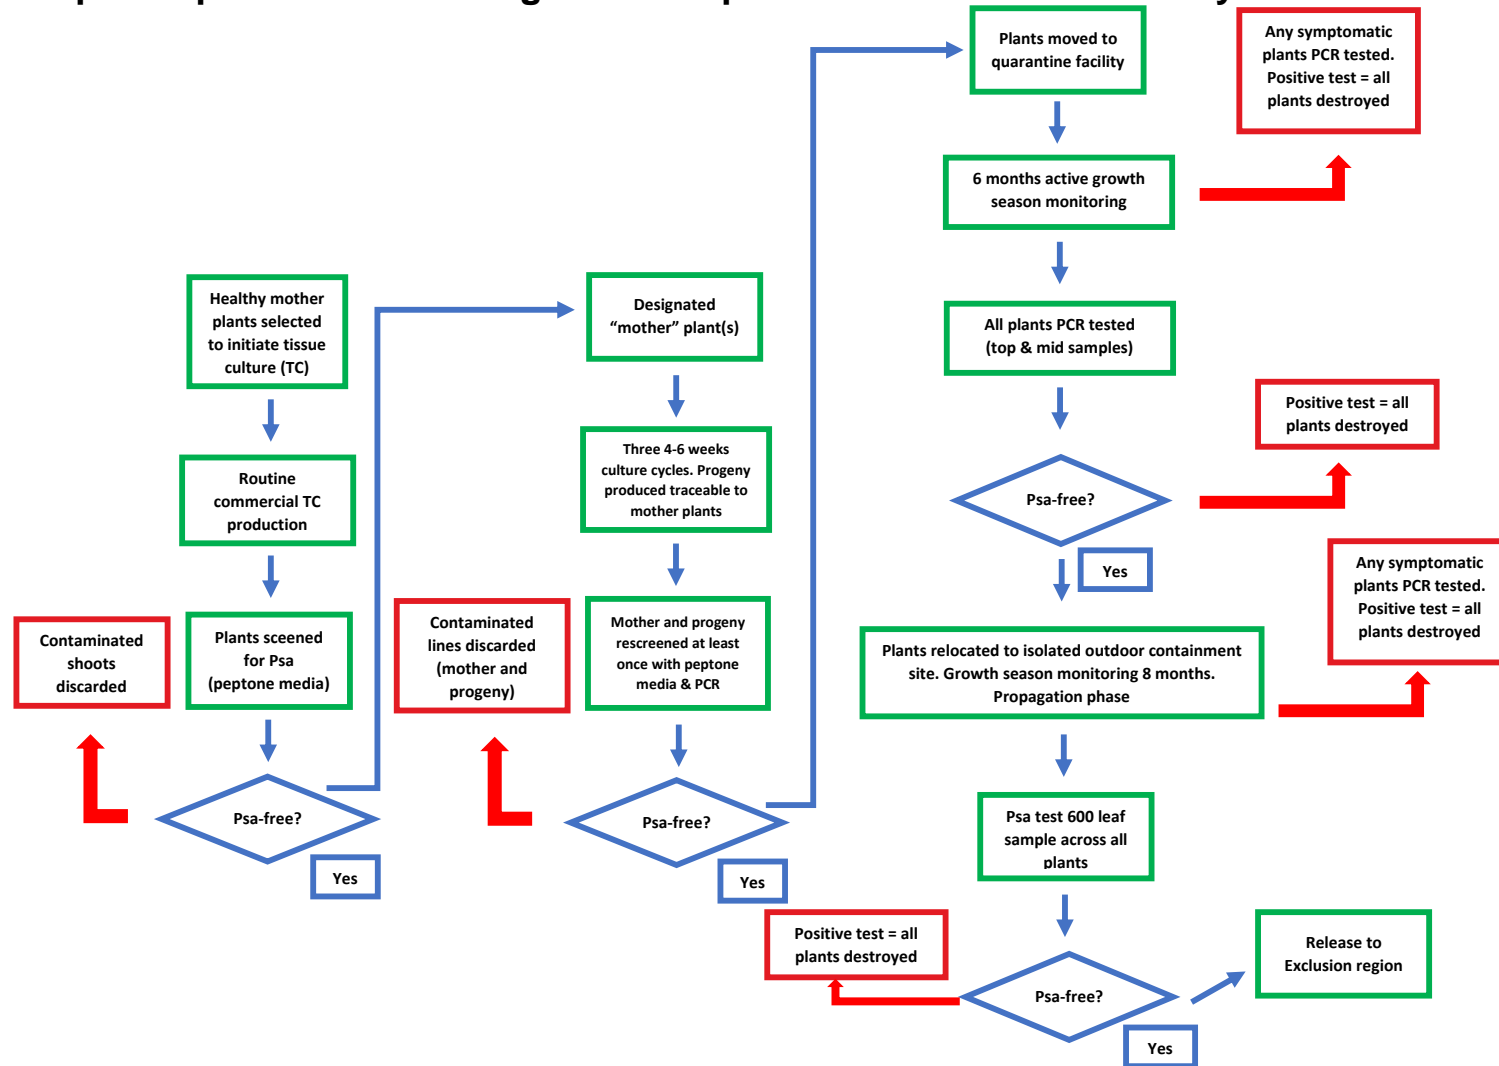 Healthy mother
plants selected
to initiate tissue
culture (TC)
Routine
commercial TC
production
Plants sceened
for Psa
(peptone media)
Contaminated
shoots
discarded
Psa-free?
Yes
Designated
“mother” plant(s)
Three 4-6 weeks
culture cycles. Progeny
produced traceable to
mother plants
Mother and progeny
rescreened at least
once with peptone
media & PCR
Contaminated
lines discarded
(mother and
progeny)
Psa-free?
Yes
Plants moved to
quarantine facility
6 months active growth
season monitoring
Any symptomatic
plants PCR tested.
Positive test = all
plants destroyed
All plants PCR tested
(top & mid samples)
Psa-free?
Positive test = all
plants destroyed
Yes
Plants relocated to isolated outdoor containment
site. Growth season monitoring 8 months.
Propagation phase
Any symptomatic
plants PCR tested.
Positive test = all
plants destroyed
Psa test 600 leaf
sample across all
plants
Psa-free?
Positive test = all
plants destroyed
Yes
Release to
Exclusion region